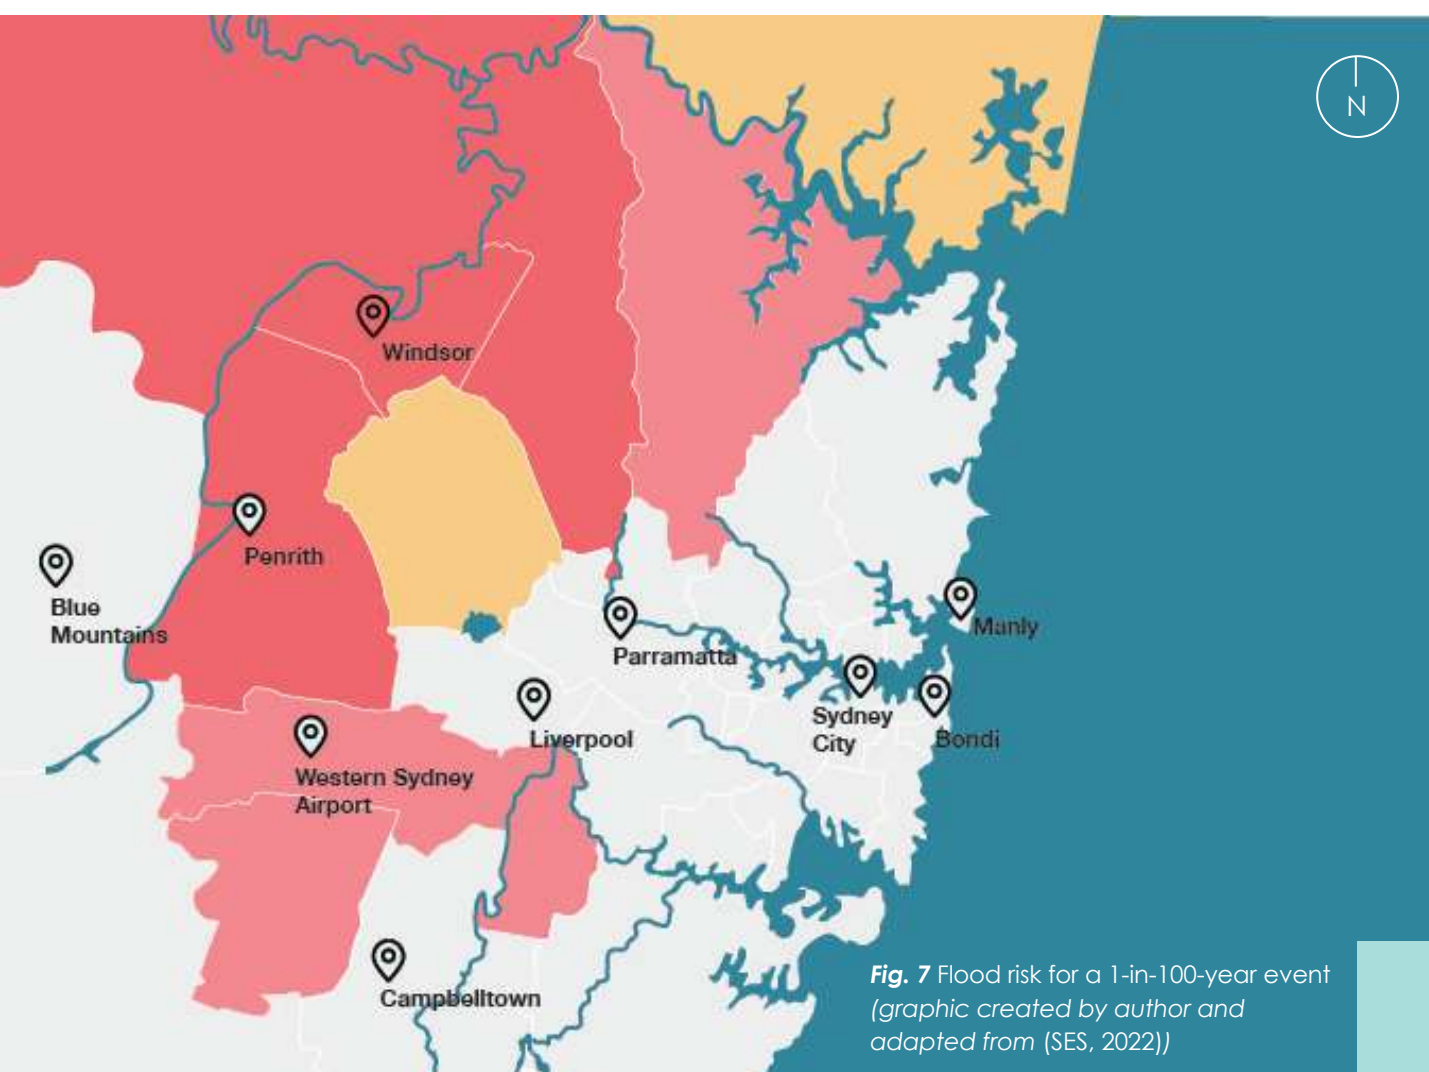 N
Windsor
Penrith
Blue
Mountains
Manly
Parramatta
Sydney
City
Bondi
Liverpool
Western Sydney
Airport
Campbelltown
Fig. 7 Flood risk for a 1-in-100-year event
(graphic created by author and
adapted from (SES, 2022))